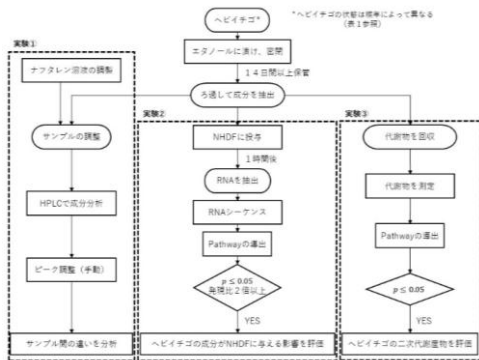 ヘビイチゴ*
*ヘビイチゴの状態は標準によって異なる
(表1参照)
エタノールに漬け、密閉
14日間以上保管
ろ過して成分を抽出
実験①
ナフタレン溶液の調製
サンプルの調整
HPLCで成分分析
ピーク調整(手動)
サンプル間の違いを分析
実験②
NHDFに投与
1時間後
RNAを抽出
RNAシーケンス
Pathwayの導出
p ≤ 0.05
発現比2倍以上
YES
ヘビイチゴの成分がNHDFに与える影響を評価
実験③
代謝物を回収
代謝物を測定
Pathwayの導出
p ≤ 0.05
YES
ヘビイチゴの二次代謝産物を評価